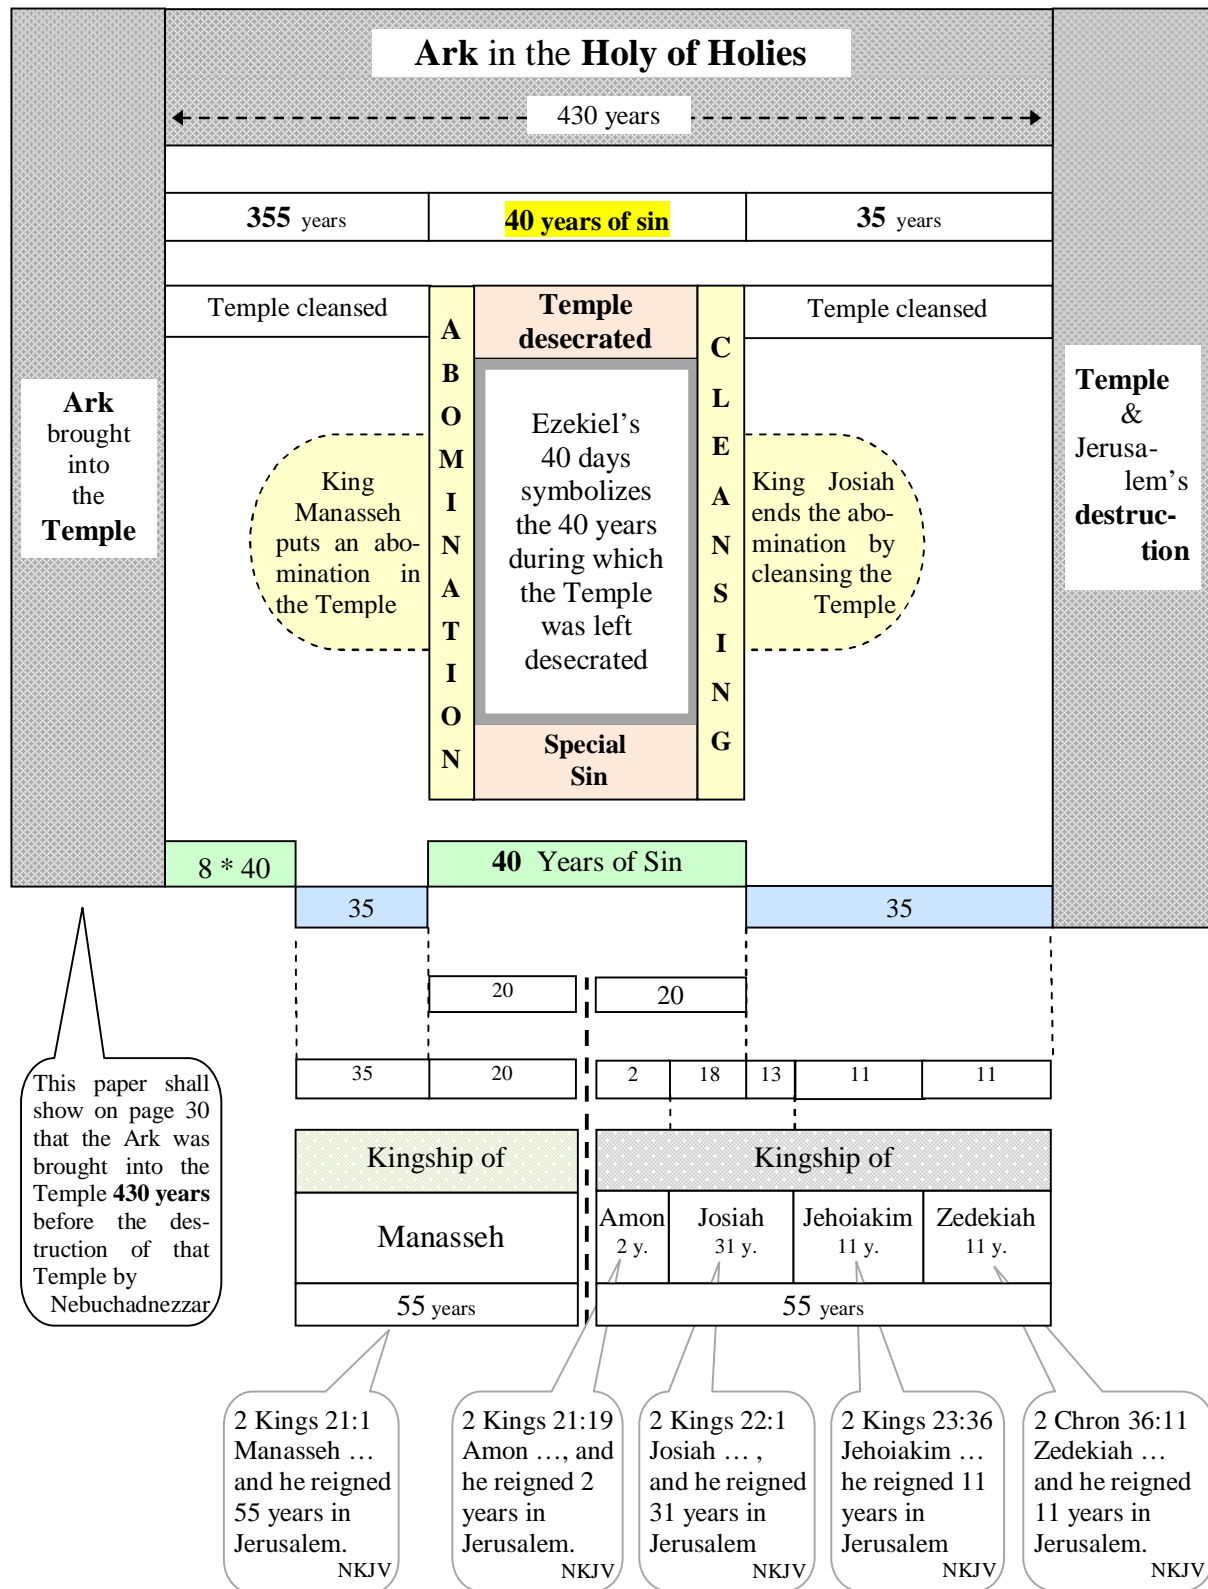 Ark in the Holy of Holies
430 years
355 years
40 years of sin
35 years
Temple cleansed
Temple
desecrated
Temple cleansed
A
B
O
M
I
N
A
T
I
O
N
C
L
E
A
N
S
I
N
G
Ark
brought
into
the
Temple
King
Manasseh
puts an abo-
mination in
the Temple
Ezekiel’s
40 days
symbolizes
the 40 years
during which
the Temple
was left
desecrated
King Josiah
ends the abo-
mination by
cleansing the
Temple
Temple
&
Jerusa-
lem’s
destruc-
tion
Special
Sin
8 * 40
40 Years of Sin
35
35
20
20
35
20
2
18
13
11
11
This paper shall
show on page 30
that the Ark was
brought into the
Temple 430 years
before the des-
truction of that
Temple by
Nebuchadnezzar
Kingship of
Kingship of
Manasseh
Amon
2 y.
Josiah
31 y.
Jehoiakim
11 y.
Zedekiah
11 y.
55 years
55 years
2 Kings 21:1
Manasseh …
and he reigned
55 years in
Jerusalem.
NKJV
2 Kings 21:19
Amon …, and
he reigned 2
years in
Jerusalem.
NKJV
2 Kings 22:1
Josiah … ,
and he reigned
31 years in
Jerusalem
NKJV
2 Kings 23:36
Jehoiakim …
he reigned 11
years in
Jerusalem
NKJV
2 Chron 36:11
Zedekiah …
and he reigned
11 years in
Jerusalem.
NKJV